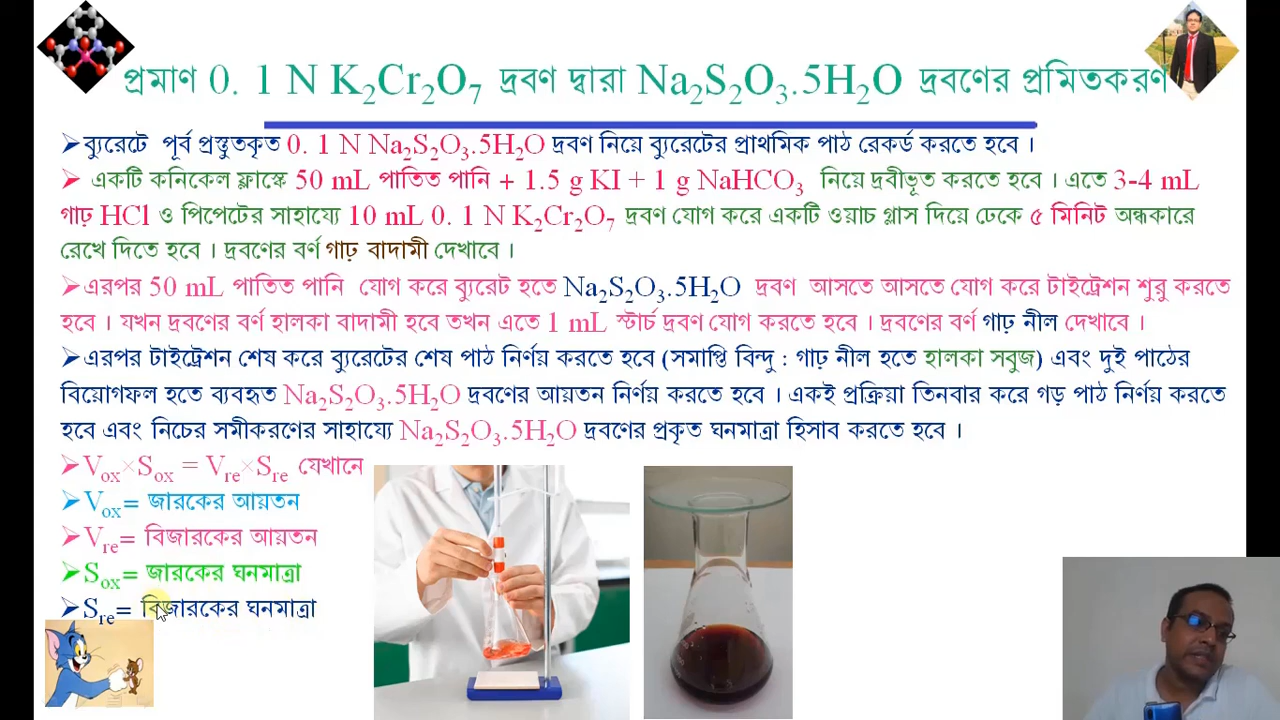 প্রমাণ 0. 1 N K₂Cr₂O₇ দ্রবণ দ্বারা Na₂S₂O₃.5H₂O দ্রবণের প্রমিতকরণ
➢ব্যুরেটে পূর্ব প্রস্তুতকৃত 0. 1 N Na₂S₂O₃.5H₂O দ্রবণ নিয়ে ব্যুরেটের প্রাথমিক পাঠ রেকর্ড করতে হবে ।
➢ একটি কনিকেল ফ্লাস্কে 50 mL পাতিত পানি + 1.5 g KI + 1 g NaHCO₃ নিয়ে দ্রবীভূত করতে হবে । এতে 3-4 mL
গাঢ় HCl ও পিপেটের সাহায্যে 10 mL 0. 1 N K₂Cr₂O₇ দ্রবণ যোগ করে একটি ওয়াচ গ্লাস দিয়ে ঢেকে ৫ মিনিট অন্ধকারে
রেখে দিতে হবে । দ্রবণের বর্ণ গাঢ় বাদামী দেখাবে ।
➢এরপর 50 mL পাতিত পানি যোগ করে ব্যুরেট হতে Na₂S₂O₃.5H₂O দ্রবণ আসতে আসতে যোগ করে টাইট্রেশন শুরু করতে
হবে । যখন দ্রবণের বর্ণ হালকা বাদামী হবে তখন এতে 1 mL স্টার্চ দ্রবণ যোগ করতে হবে । দ্রবণের বর্ণ গাঢ় নীল দেখাবে ।
➢এরপর টাইট্রেশন শেষ করে ব্যুরেটের শেষ পাঠ নির্ণয় করতে হবে (সমাপ্তি বিন্দু : গাঢ় নীল হতে হালকা সবুজ) এবং দুই পাঠের
বিয়োগফল হতে ব্যবহৃত Na₂S₂O₃.5H₂O দ্রবণের আয়তন নির্ণয় করতে হবে । একই প্রক্রিয়া তিনবার করে গড় পাঠ নির্ণয় করতে
হবে এবং নিচের সমীকরণের সাহায্যে Na₂S₂O₃.5H₂O দ্রবণের প্রকৃত ঘনমাত্রা হিসাব করতে হবে ।
➢Vox×Sox = Vre×Sre যেখানে
➢Vox= জারকের আয়তন
➢Vre= বিজারকের আয়তন
➢Sox= জারকের ঘনমাত্রা
➢Sre= বিজারকের ঘনমাত্রা